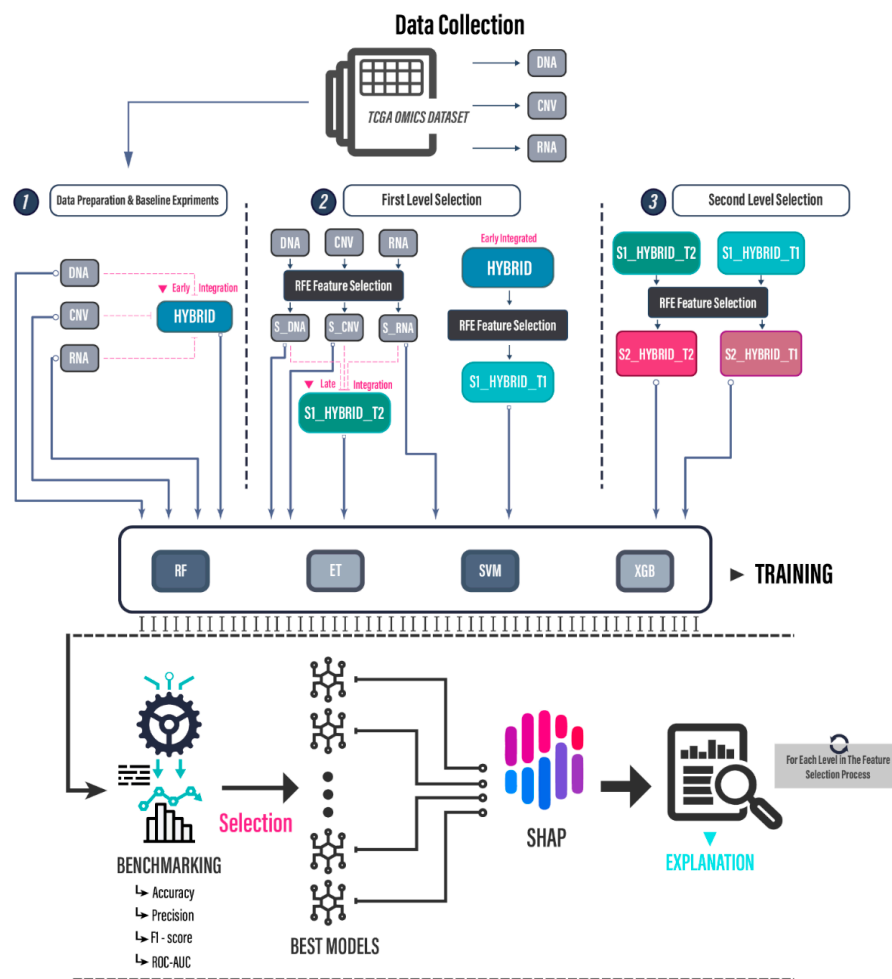 Data Collection
TCGA OMICS DATASET
DNA
CNV
RNA
1
Data Preparation & Baseline Expriments
2
First Level Selection
3
Second Level Selection
DNA
CNV
RNA
Early Integration
HYBRID
DNA
CNV
RNA
RFE Feature Selection
S_DNA
S_CNV
S_RNA
Late Integration
S1_HYBRID_T2
Early Integrated
HYBRID
RFE Feature Selection
S1_HYBRID_T1
S1_HYBRID_T2
S1_HYBRID_T1
RFE Feature Selection
S2_HYBRID_T2
S2_HYBRID_T1
RF
ET
SVM
XGB
TRAINING
BENCHMARKING
Accuracy
Precision
F1 - score
ROC-AUC
Selection
BEST MODELS
SHAP
EXPLANATION
For Each Level in The Feature
Selection Process